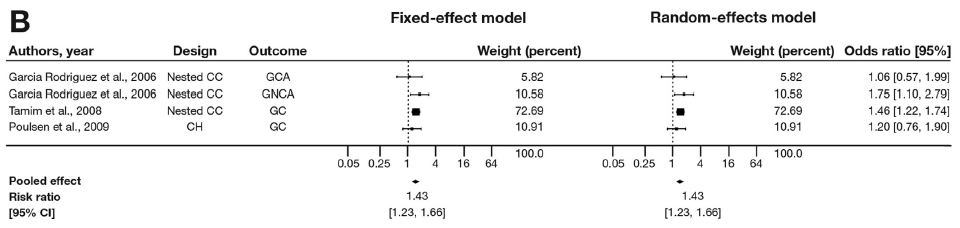 B
Fixed-effect model Random-effects model
Authors, year Design Outcome Weight (percent) Weight (percent) Odds ratio [95%]
Garcia Rodriguez et al., 2006 Nested CC GCA 5.82 5.82 1.06 [0.57, 1.99]
Garcia Rodriguez et al., 2006 Nested CC GNCA 10.58 10.58 1.75 [1.10, 2.79]
Tamim et al., 2008 Nested CC GC 72.69 72.69 1.46 [1.22, 1.74]
Poulsen et al., 2009 CH GC 10.91 10.91 1.20 [0.76, 1.90]
100.0 100.0
0.05 0.25 1 4 16 64 0.05 0.25 1 4 16 64
Pooled effect
Risk ratio 1.43 1.43
[95% CI] [1.23, 1.66] [1.23, 1.66]